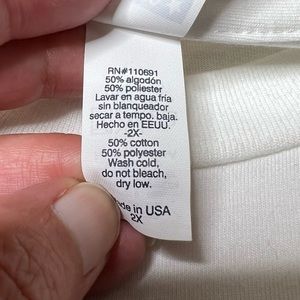 RN#110691
50% algodón
50% poliester
Lavar en agua fría
sin blanqueador
secar a tempo. baja.
Hecho en EEUU.
-2X-
50% cotton
50% polyester
Wash cold,
do not bleach,
dry low.
in USA
2X